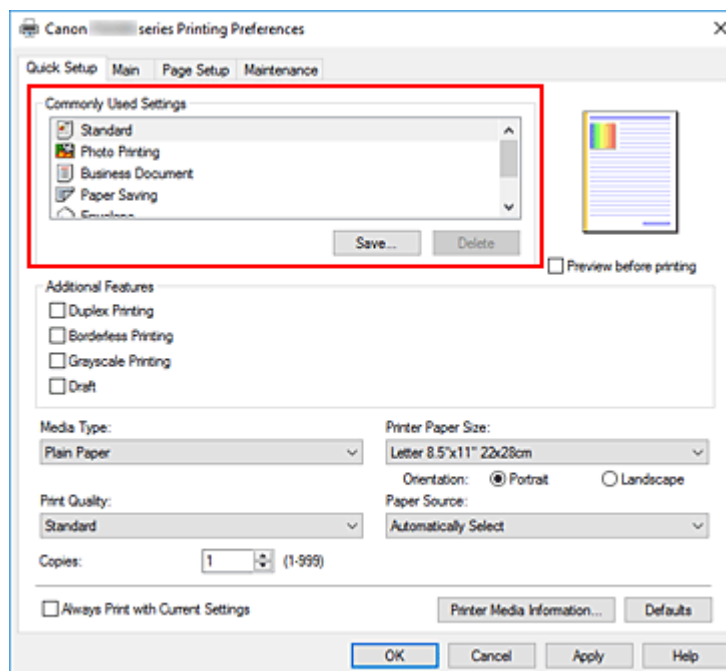 Canon series Printing Preferences
Quick Setup Main Page Setup Maintenance
Commonly Used Settings
Standard
Photo Printing
Business Document
Paper Saving
Envelope
Save... Delete
Preview before printing
Additional Features
Duplex Printing
Borderless Printing
Grayscale Printing
Draft
Media Type: Printer Paper Size:
Plain Paper Letter 8.5"x11" 22x28cm
Orientation: Portrait Landscape
Print Quality: Paper Source:
Standard Automatically Select
Copies: 1 (1-999)
Always Print with Current Settings Printer Media Information... Defaults
OK Cancel Apply Help